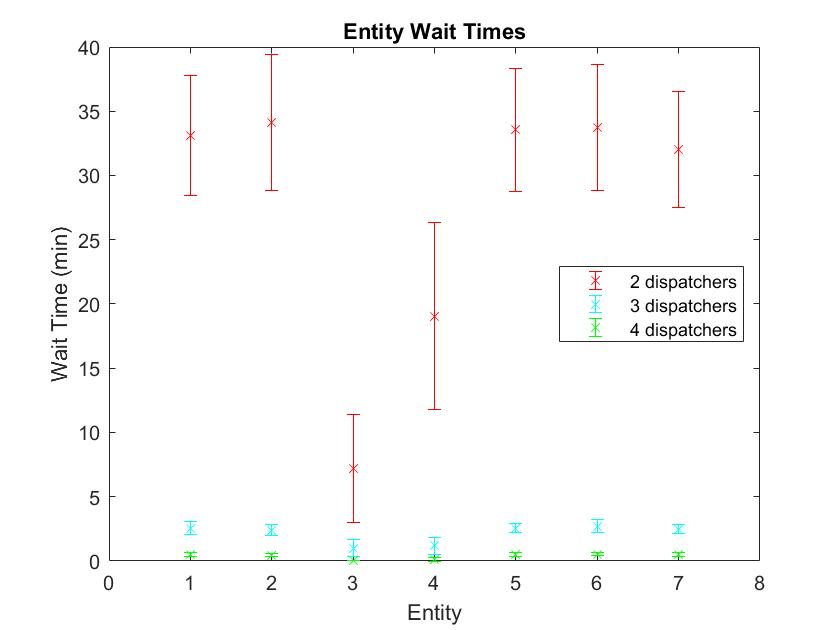 Entity Wait Times
40
35
30
25
20
15
10
5
0
Wait Time (min)
2 dispatchers
3 dispatchers
4 dispatchers
0 1 2 3 4 5 6 7 8
Entity